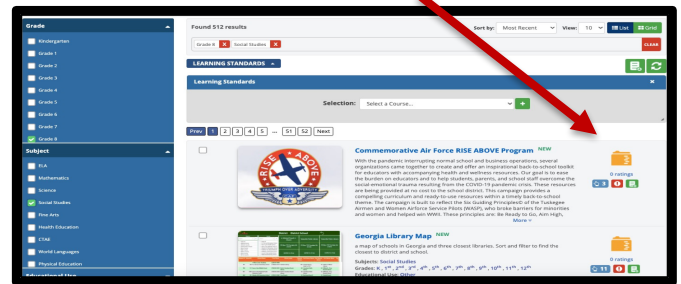 Grade
Kindergarten
Grade 1
Grade 2
Grade 3
Grade 4
Grade 5
Grade 6
Grade 7
Grade 8
Subject
ELA
Mathematics
Science
Social Studies
Fine Arts
Health Education
CTAE
World Languages
Physical Education
Educational Use
Found 512 results
Sort by: Most Recent View: 10 List Grid
Grade 8 X Social Studies X CLEAR
LEARNING STANDARDS
Learning Standards ×
Selection: Select a Course... +
Prev 1 2 3 4 5 ... 51 52 Next
Commemorative Air Force RISE ABOVE Program NEW
With the pandemic interrupting normal school and business operations, several
organizations came together to create and offer an inspirational back-to-school toolkit
for educators with accompanying health and wellness resources. Our goal is to ease
the burden on educators and to help students, parents, and school staff overcome the
social-emotional trauma resulting from the COVID-19 pandemic crisis. These resources
are being provided at no cost to the school district. This campaign provides a
compelling curriculum and ready-to-use resources within a timely back-to-school
theme. The campaign is built to reflect the Six Guiding Principles© of the Tuskegee
Airmen and Women Airforce Service Pilots (WASP), who broke barriers for minorities
and women and helped win WWII. These principles are: Be Ready to Go, Aim High,
More »
0 ratings
3
RISE ABOVE
TRIUMPH OVER ADVERSITY
Georgia Library Map NEW
a map of schools in Georgia and three closest libraries. Sort and filter to find the
closest to district and school.
Subjects: Social Studies
Grades: K , 1st , 2nd , 3rd , 4th , 5th , 6th , 7th , 8th , 9th , 10th , 11th , 12th
Educational Use: Other
0 ratings
11